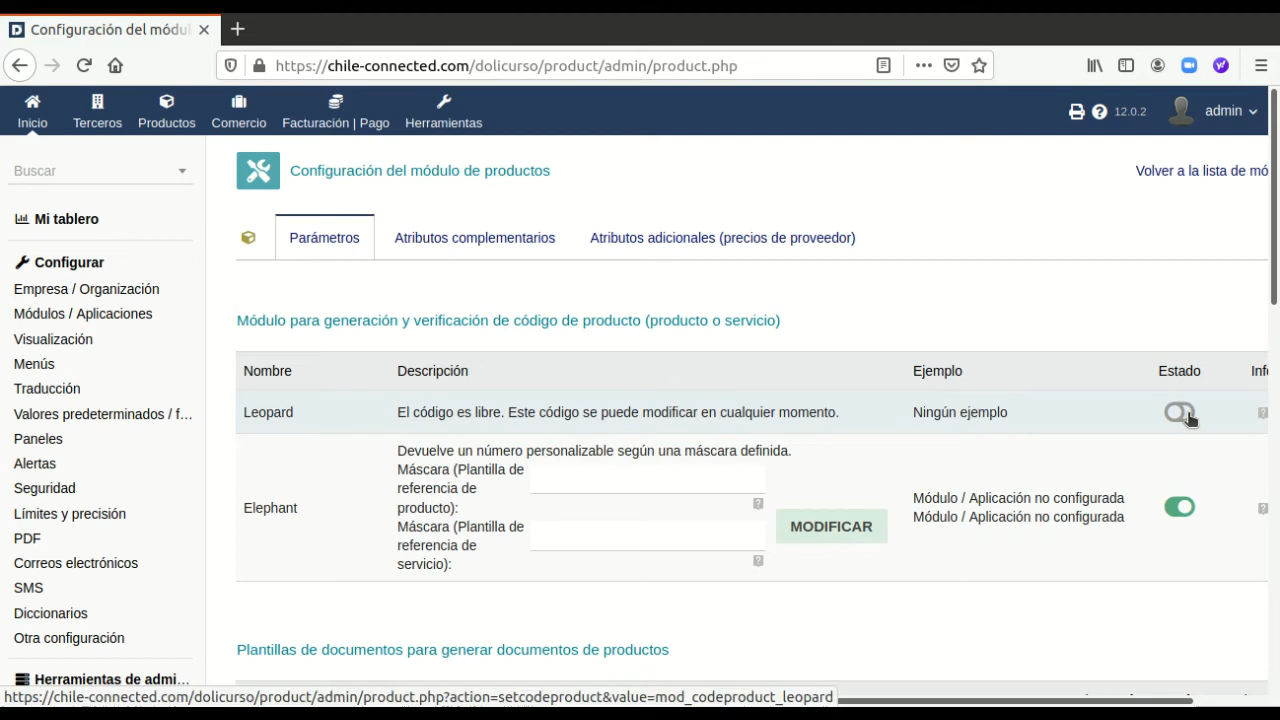 Configuración del módu
https://chile-connected.com/dolicurso/product/admin/product.php
Inicio
Terceros
Productos
Comercio
Facturación | Pago
Herramientas
12.0.2
admin
Buscar
Mi tablero
Configurar
Empresa / Organización
Módulos / Aplicaciones
Visualización
Menús
Traducción
Valores predeterminados / f...
Paneles
Alertas
Seguridad
Límites y precisión
PDF
Correos electrónicos
SMS
Diccionarios
Otra configuración
Herramientas de admi...
Configuración del módulo de productos
Volver a la lista de mó
Parámetros
Atributos complementarios
Atributos adicionales (precios de proveedor)
Módulo para generación y verificación de código de producto (producto o servicio)
Nombre
Descripción
Ejemplo
Estado
Inf
Leopard
El código es libre. Este código se puede modificar en cualquier momento.
Ningún ejemplo
Elephant
Devuelve un número personalizable según una máscara definida.
Máscara (Plantilla de
referencia de
producto):
Máscara (Plantilla de
referencia de
servicio):
MODIFICAR
Módulo / Aplicación no configurada
Módulo / Aplicación no configurada
Plantillas de documentos para generar documentos de productos
https://chile-connected.com/dolicurso/product/admin/product.php?action=setcodeproduct&value=mod_codeproduct_leopard